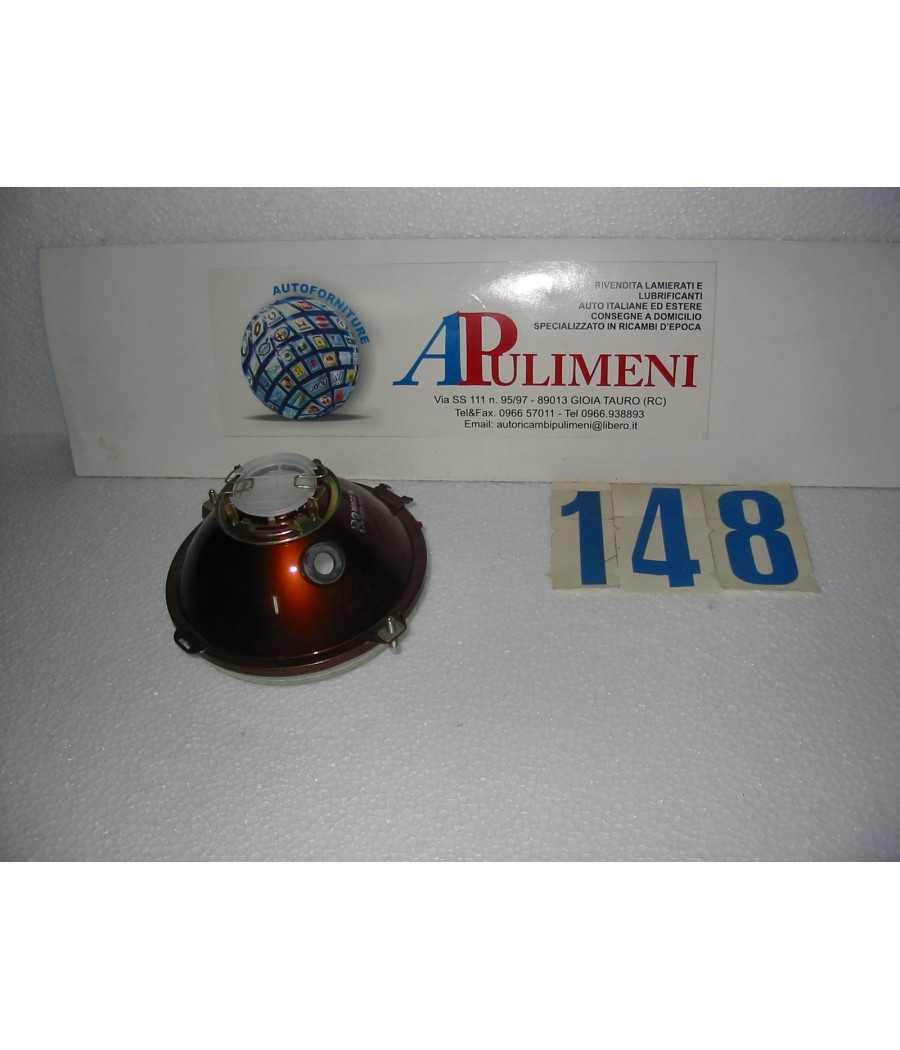 AUTOFORNITURE
RIVENDITA LAMIERATI E
LUBRIFICANTI
AUTO ITALIANE ED ESTERE
CONSEGNE A DOMICILIO
SPECIALIZZATO IN RICAMBI D'EPOCA
APULIMENI
Via SS 111 n. 95/97 - 89013 GIOIA TAURO (RC)
Tel&Fax. 0966 57011 - Tel 0966.938893
Email: autoricambipulimeni@libero.it
148